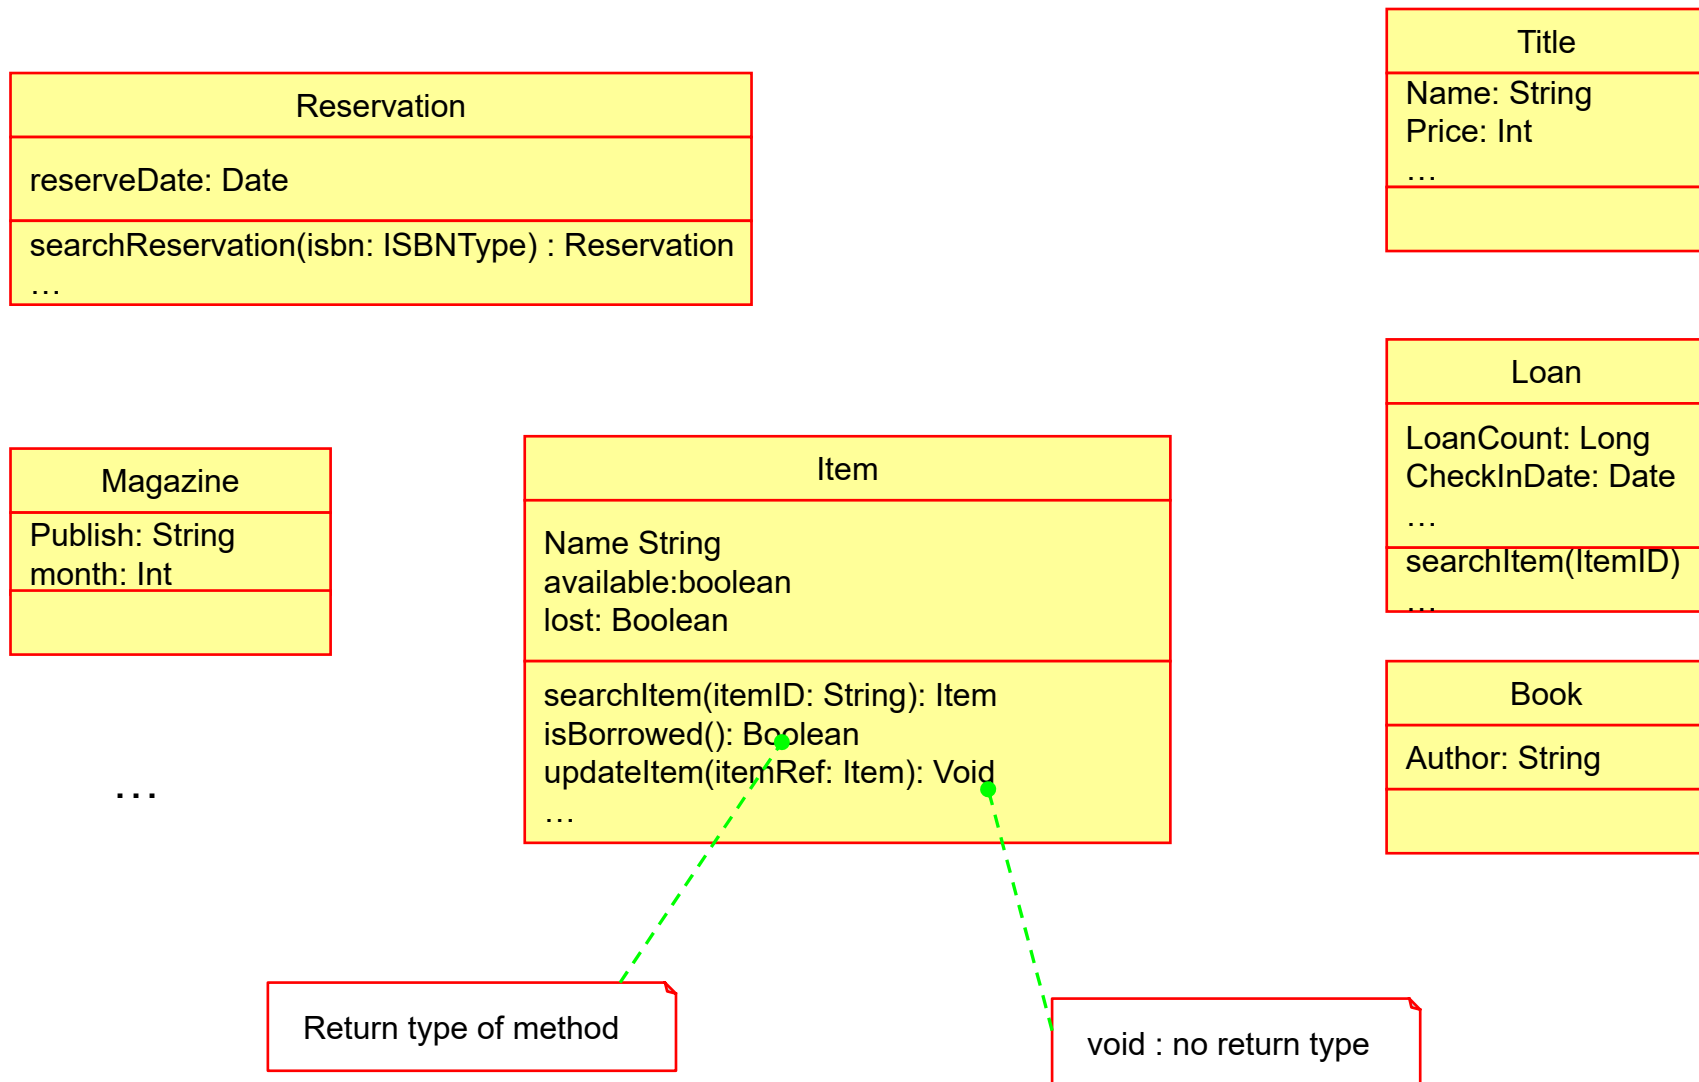 Reservation
reserveDate: Date
searchReservation(isbn: ISBNType) : Reservation
…
Title
Name: String
Price: Int
…
Magazine
Publish: String
month: Int
…
Item
Name String
available:boolean
lost: Boolean
searchItem(itemID: String): Item
isBorrowed(): Boolean
updateItem(itemRef: Item): Void
…
Loan
LoanCount: Long
CheckInDate: Date
…
searchItem(ItemID)
…
Book
Author: String
Return type of method
void : no return type